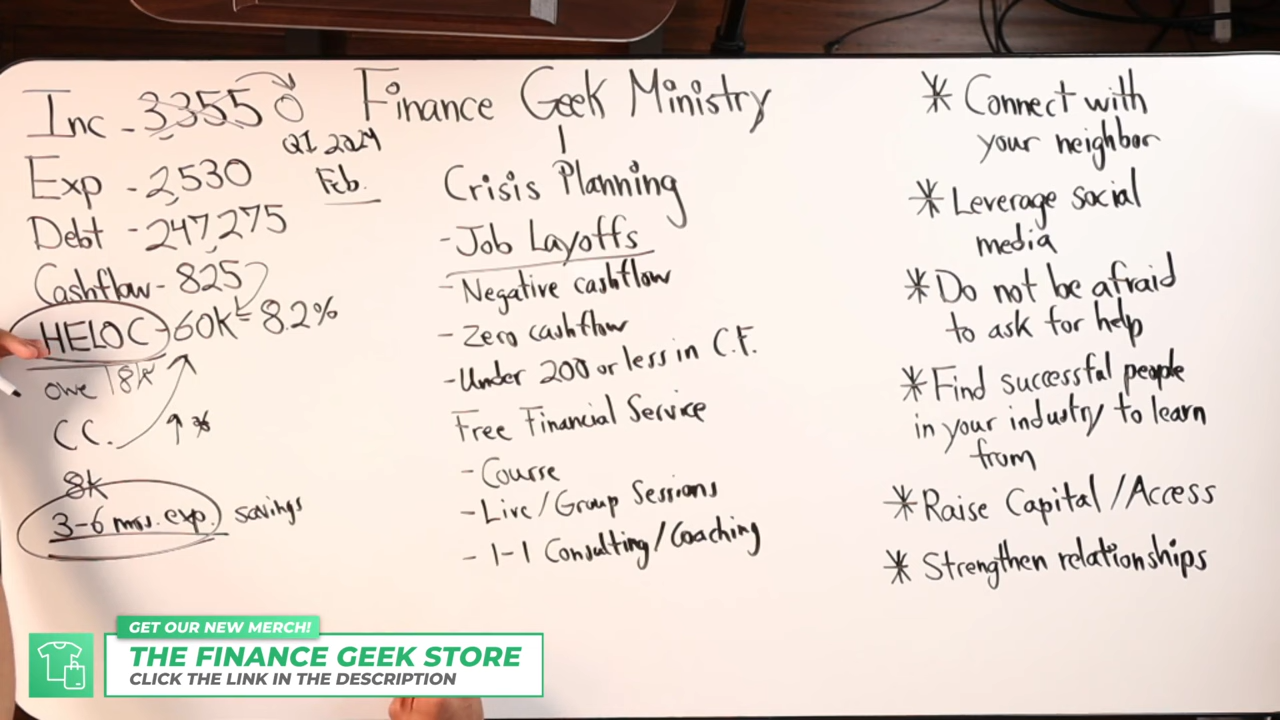 Inc - 3355 0
Q1 2024
Feb.
Exp - 2,530
Debt - 247,275
Cashflow - 825
HELOC - 60K - 8.2%
owe 18K
CC. ↑ *
8K
3-6 mos. exp. savings
Finance Geek Ministry
Crisis Planning
- Job Layoffs
- Negative cashflow
- Zero cashflow
- Under 200 or less in C.F.
Free Financial Service
- Course
- Live/Group Sessions
- 1-1 Consulting/Coaching
* Connect with
your neighbor
* Leverage social
media
* Do not be afraid
to ask for help
* Find successful people
in your industry to learn
from
* Raise Capital/Access
* Strengthen relationships
GET OUR NEW MERCH!
THE FINANCE GEEK STORE
CLICK THE LINK IN THE DESCRIPTION